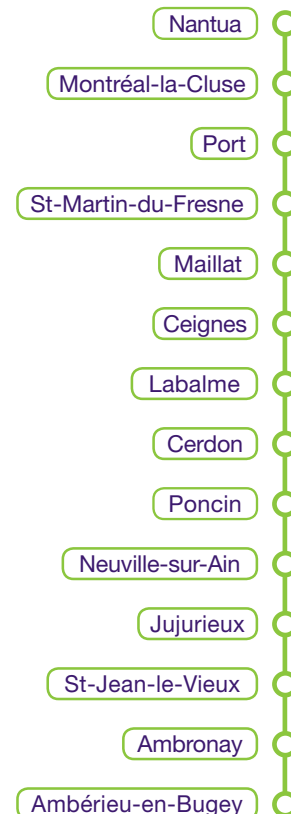 Nantua
Montréal-la-Cluse
Port
St-Martin-du-Fresne
Maillat
Ceignes
Labalme
Cerdon
Poncin
Neuville-sur-Ain
Jujurieux
St-Jean-le-Vieux
Ambronay
Ambérieu-en-Bugey